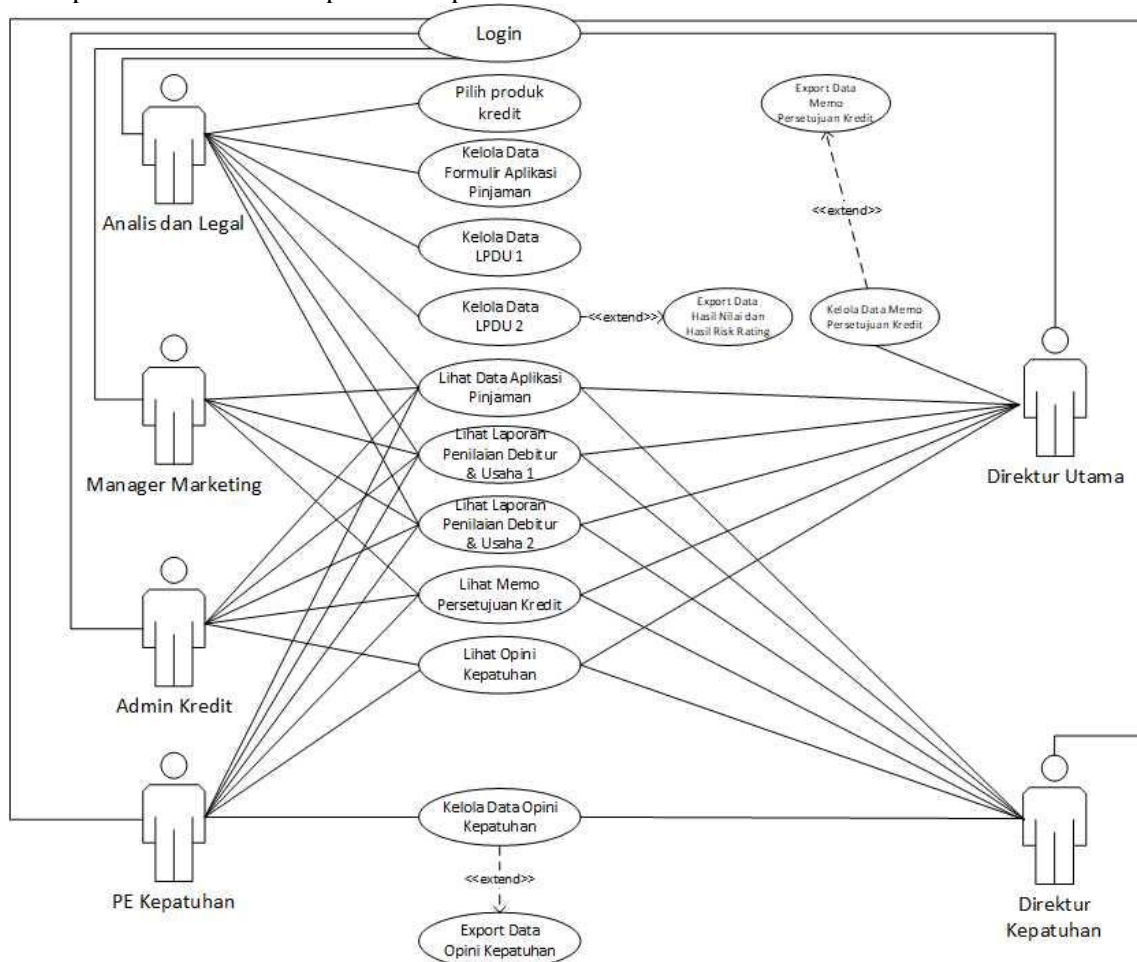 Login
Pilih produk
kredit
Export Data
Memo
Persetujuan Kredit
Kelola Data
Formulir Aplikasi
Pinjaman
Analis dan Legal
<<extend>>
Kelola Data
LPDU 1
Kelola Data
LPDU 2
<<extend>>
Export Data
Hasil Nilai dan
Hasil Risk Rating
Kelola Data Memo
Persetujuan Kredit
Lihat Data Aplikasi
Pinjaman
Lihat Laporan
Penilaian Debitur
& Usaha 1
Manager Marketing
Direktur Utama
Lihat Laporan
Penilaian Debitur
& Usaha 2
Lihat Memo
Persetujuan Kredit
Lihat Opini
Kepatuhan
Admin Kredit
Kelola Data Opini
Kepatuhan
<<extend>>
PE Kepatuhan
Direktur
Kepatuhan
Export Data
Opini Kepatuhan